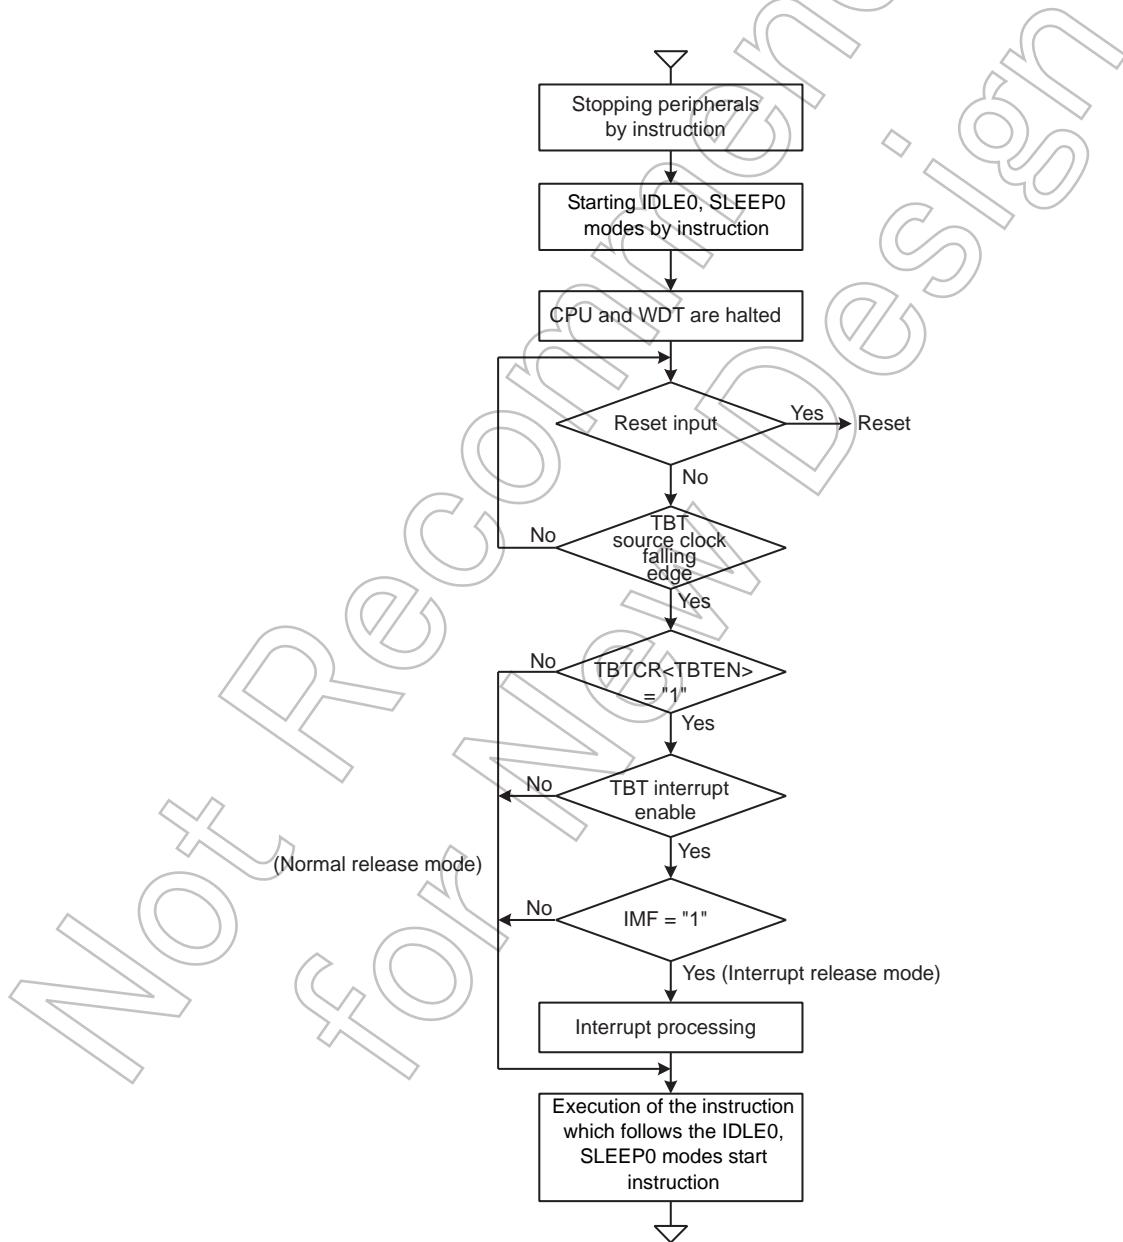 Stopping peripherals
by instruction
Starting IDLE0, SLEEP0
modes by instruction
CPU and WDT are halted
Reset input
Yes
Reset
No
No
TBT
source clock
falling
edge
Yes
No
TBTCR<TBTEN>
= "1"
Yes
No
TBT interrupt
enable
Yes
(Normal release mode)
No
IMF = "1"
Yes (Interrupt release mode)
Interrupt processing
Execution of the instruction
which follows the IDLE0,
SLEEP0 modes start
instruction
Not Recommen
for New Design